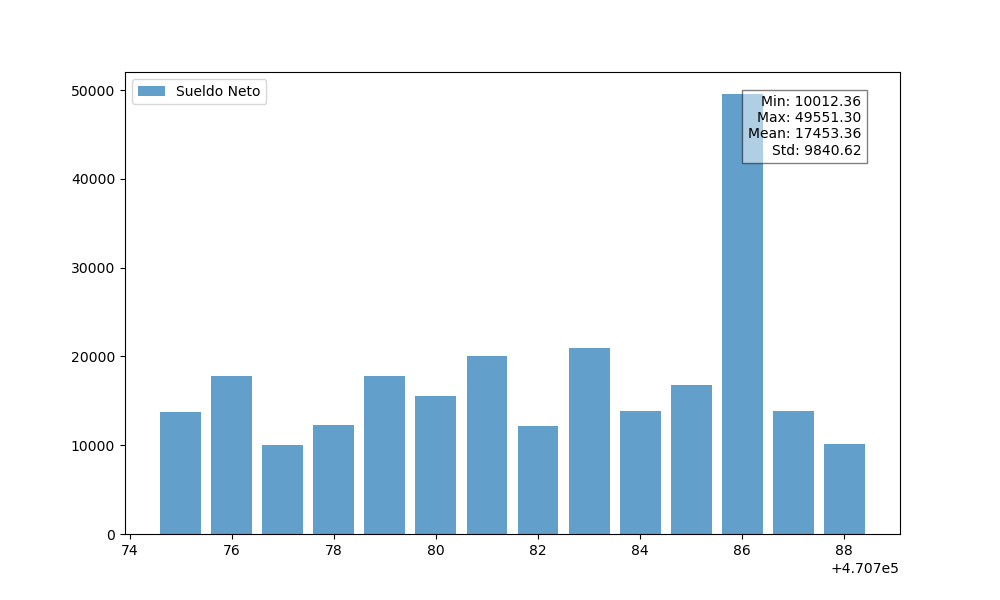 Sueldo Neto
Min: 10012.36
Max: 49551.30
Mean: 17453.36
Std: 9840.62
50000
40000
30000
20000
10000
0
74 76 78 80 82 84 86 88
+4.707e5